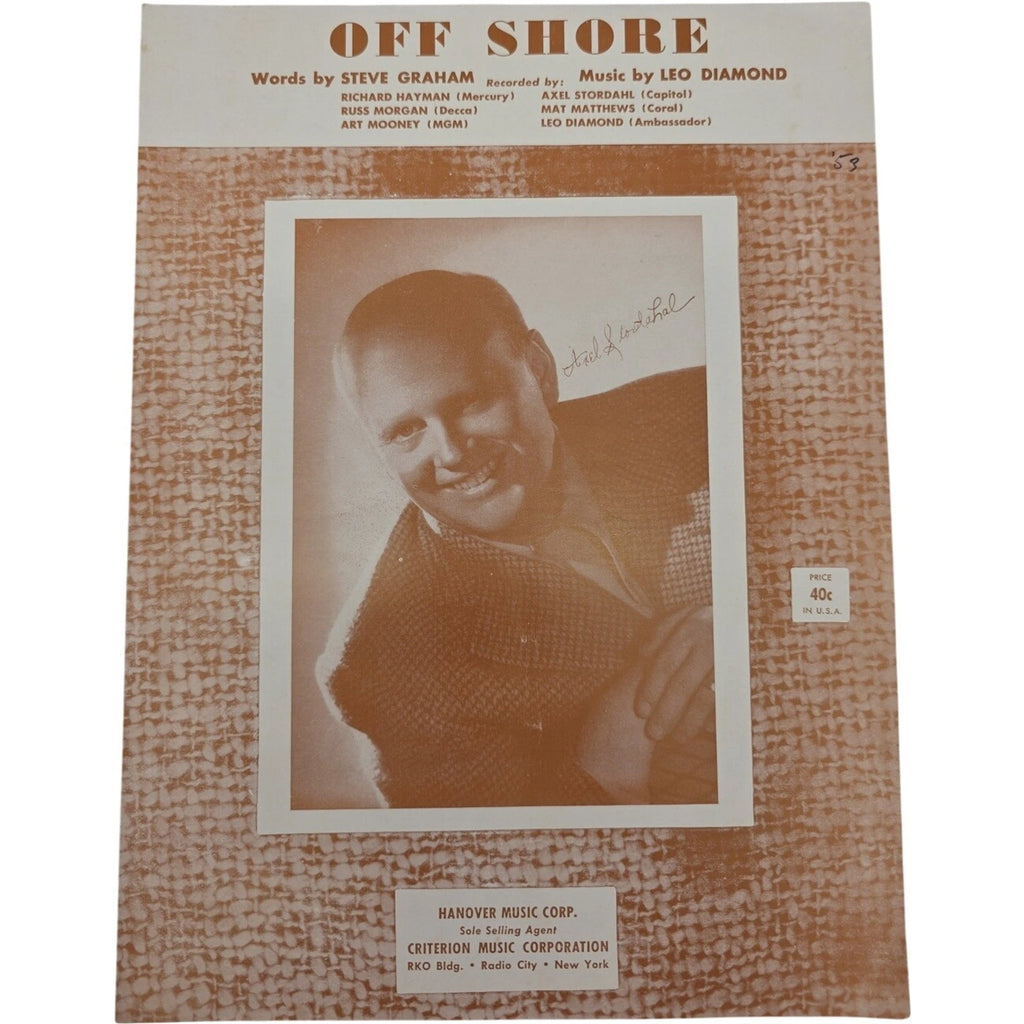 OFF SHORE
Words by STEVE GRAHAM Recorded by: Music by LEO DIAMOND
RICHARD HAYMAN (Mercury) AXEL STORDAHL (Capitol)
RUSS MORGAN (Decca) MAT MATTHEWS (Coral)
ART MOONEY (MGM) LEO DIAMOND (Ambassador)
'53
Axel Stordahl
PRICE
40c
IN U.S.A.
HANOVER MUSIC CORP.
Sole Selling Agent
CRITERION MUSIC CORPORATION
RKO Bldg. • Radio City • New York